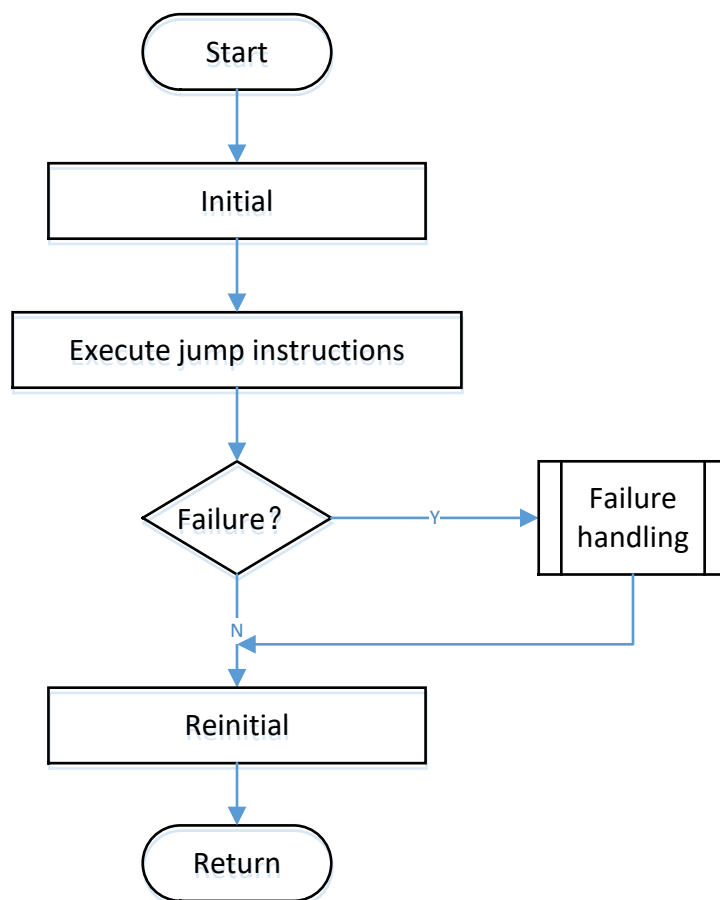 Start
Initial
Execute jump instructions
Failure？
Y
Failure
handling
N
Reinitial
Return